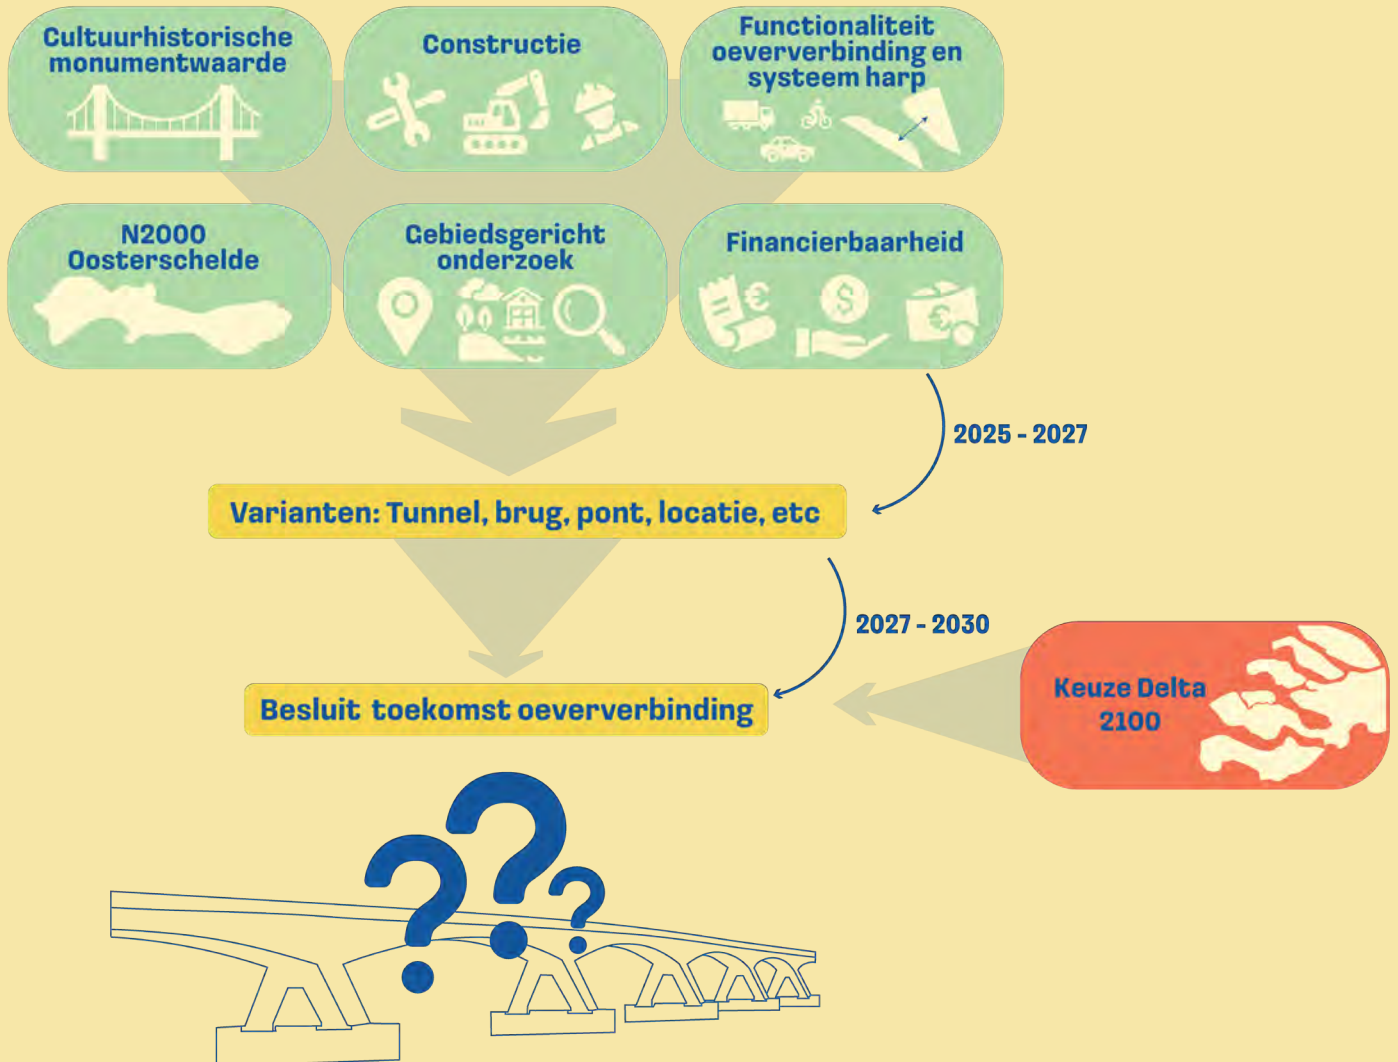 Cultuurhistorische
monumentwaarde
Constructie
Functionaliteit
oeververbinding en
systeem harp
N2000
Oosterschelde
Gebiedsgericht
onderzoek
€
Financierbaarheid
€
$
€
2025 - 2027
Varianten: Tunnel, brug, pont, locatie, etc
2027 - 2030
Keuze Delta
2100
Besluit toekomst oeververbinding
? ? ?